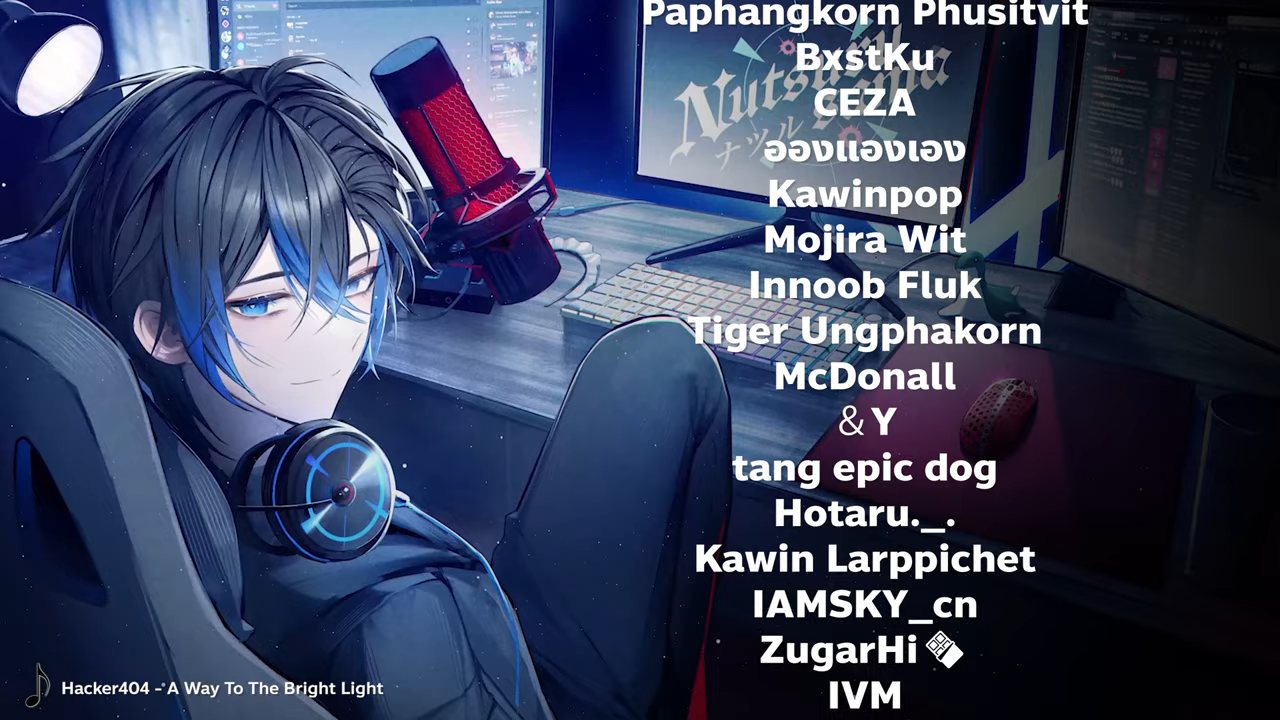 Paphangkorn Phusitvit
BxstKu
CEZA
อองแองเอง
Kawinpop
Mojira Wit
Innoob Fluk
Tiger Ungphakorn
McDonall
＆Y
tang epic dog
Hotaru._.
Kawin Larppichet
IAMSKY_cn
ZugarHi🍫
IVM
Hacker404 - A Way To The Bright Light